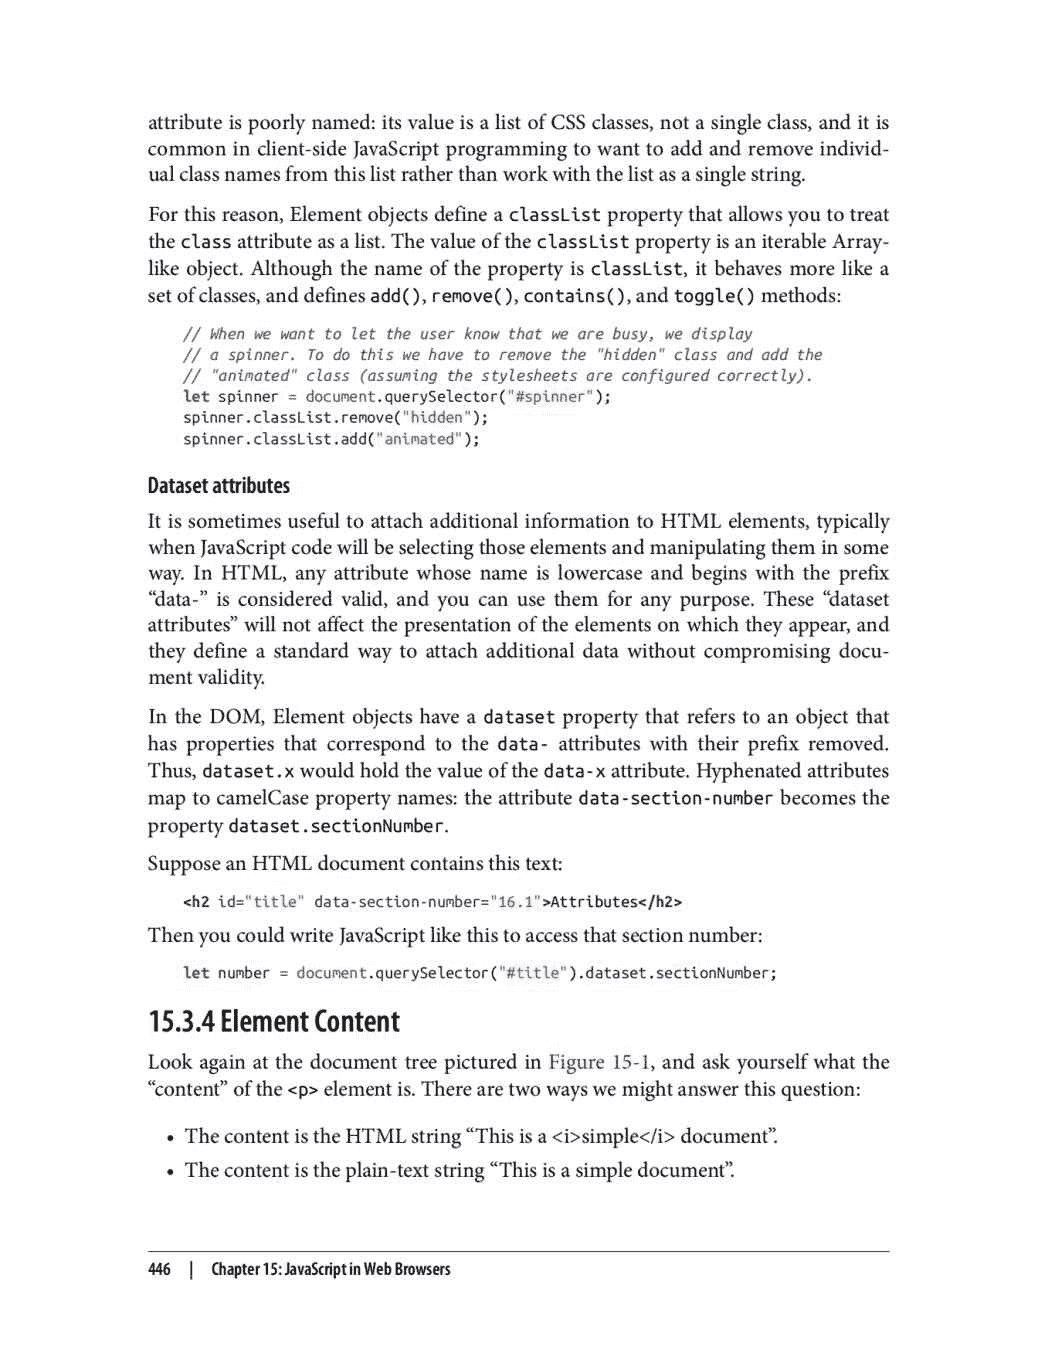 attribute is poorly named: its value is a list of CSS classes, not a single class, and it is
common in client-side JavaScript programming to want to add and remove individ-
ual class names from this list rather than work with the list as a single string.
For this reason, Element objects define a classList property that allows you to treat
the class attribute as a list. The value of the classList property is an iterable Array-
like object. Although the name of the property is classList, it behaves more like a
set of classes, and defines add(), remove(), contains(), and toggle() methods:
// When we want to let the user know that we are busy, we display
// a spinner. To do this we have to remove the "hidden" class and add the
// "animated" class (assuming the stylesheets are configured correctly).
let spinner = document.querySelector("#spinner");
spinner.classList.remove("hidden");
spinner.classList.add("animated");
Dataset attributes
It is sometimes useful to attach additional information to HTML elements, typically
when JavaScript code will be selecting those elements and manipulating them in some
way. In HTML, any attribute whose name is lowercase and begins with the prefix
“data-” is considered valid, and you can use them for any purpose. These “dataset
attributes” will not affect the presentation of the elements on which they appear, and
they define a standard way to attach additional data without compromising docu-
ment validity.
In the DOM, Element objects have a dataset property that refers to an object that
has properties that correspond to the data- attributes with their prefix removed.
Thus, dataset.x would hold the value of the data-x attribute. Hyphenated attributes
map to camelCase property names: the attribute data-section-number becomes the
property dataset.sectionNumber.
Suppose an HTML document contains this text:
<h2 id="title" data-section-number="16.1">Attributes</h2>
Then you could write JavaScript like this to access that section number:
let number = document.querySelector("#title").dataset.sectionNumber;
15.3.4 Element Content
Look again at the document tree pictured in Figure 15-1, and ask yourself what the
“content” of the <p> element is. There are two ways we might answer this question:
• The content is the HTML string “This is a <i>simple</i> document”.
• The content is the plain-text string “This is a simple document”.
446 | Chapter 15: JavaScript in Web Browsers